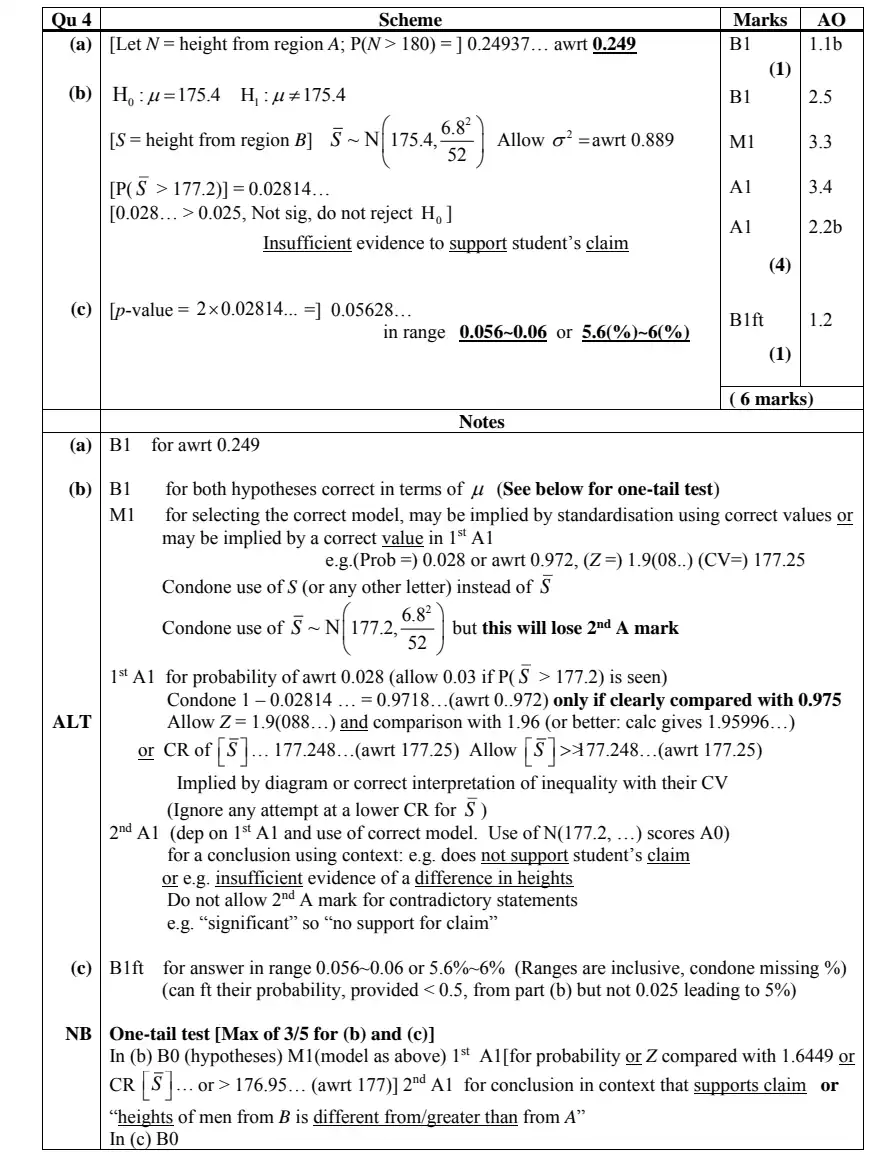 Qu 4 Scheme Marks AO
(a) [Let N = height from region A; P(N > 180) = ] 0.24937… awrt 0.249 B1 1.1b
(1)
(b) H₀ : μ = 175.4 H₁ : μ ≠ 175.4 B1 2.5
[S = height from region B] S̄ ~ N(175.4, 6.8²/52) Allow σ² = awrt 0.889 M1 3.3
[P( S̄ > 177.2)] = 0.02814… A1 3.4
[0.028… > 0.025, Not sig, do not reject H₀ ]
Insufficient evidence to support student's claim A1 2.2b
(4)
(c) [p-value = 2×0.02814... =] 0.05628…
in range 0.056~0.06 or 5.6(%)~6(%) B1ft 1.2
(1)
( 6 marks)
Notes
(a) B1 for awrt 0.249
(b) B1 for both hypotheses correct in terms of μ (See below for one-tail test)
M1 for selecting the correct model, may be implied by standardisation using correct values or
may be implied by a correct value in 1st A1
e.g.(Prob =) 0.028 or awrt 0.972, (Z =) 1.9(08..) (CV=) 177.25
Condone use of S (or any other letter) instead of S̄
Condone use of S̄ ~ N(177.2, 6.8²/52) but this will lose 2nd A mark
1st A1 for probability of awrt 0.028 (allow 0.03 if P( S̄ > 177.2) is seen)
Condone 1 – 0.02814 … = 0.9718…(awrt 0..972) only if clearly compared with 0.975
ALT Allow Z = 1.9(088…) and comparison with 1.96 (or better: calc gives 1.95996…)
or CR of [S̄] … 177.248…(awrt 177.25) Allow [S̄] >177.248…(awrt 177.25)
Implied by diagram or correct interpretation of inequality with their CV
(Ignore any attempt at a lower CR for S̄ )
2nd A1 (dep on 1st A1 and use of correct model. Use of N(177.2, …) scores A0)
for a conclusion using context: e.g. does not support student's claim
or e.g. insufficient evidence of a difference in heights
Do not allow 2nd A mark for contradictory statements
e.g. “significant” so “no support for claim”
(c) B1ft for answer in range 0.056~0.06 or 5.6%~6% (Ranges are inclusive, condone missing %)
(can ft their probability, provided < 0.5, from part (b) but not 0.025 leading to 5%)
NB One-tail test [Max of 3/5 for (b) and (c)]
In (b) B0 (hypotheses) M1(model as above) 1st A1[for probability or Z compared with 1.6449 or
CR [S̄] … or > 176.95… (awrt 177)] 2nd A1 for conclusion in context that supports claim or
“heights of men from B is different from/greater than from A”
In (c) B0